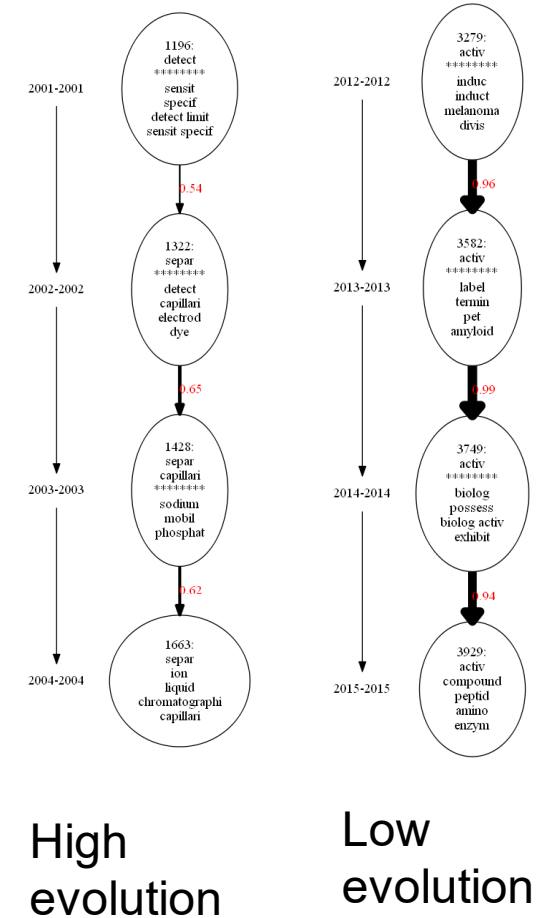 2001-2001
1196:
detect
********
sensit
specif
detect limit
sensit specif
0.54
2002-2002
1322:
separ
********
detect
capillari
electrod
dye
0.65
2003-2003
1428:
separ
capillari
********
sodium
mobil
phosphat
0.62
2004-2004
1663:
separ
ion
liquid
chromatographi
capillari
High
evolution
2012-2012
3279:
activ
********
induc
induct
melanoma
divis
0.96
2013-2013
3582:
activ
********
label
termin
pet
amyloid
0.99
2014-2014
3749:
activ
********
biolog
possess
biolog activ
exhibit
0.94
2015-2015
3929:
activ
compound
peptid
amino
enzym
Low
evolution